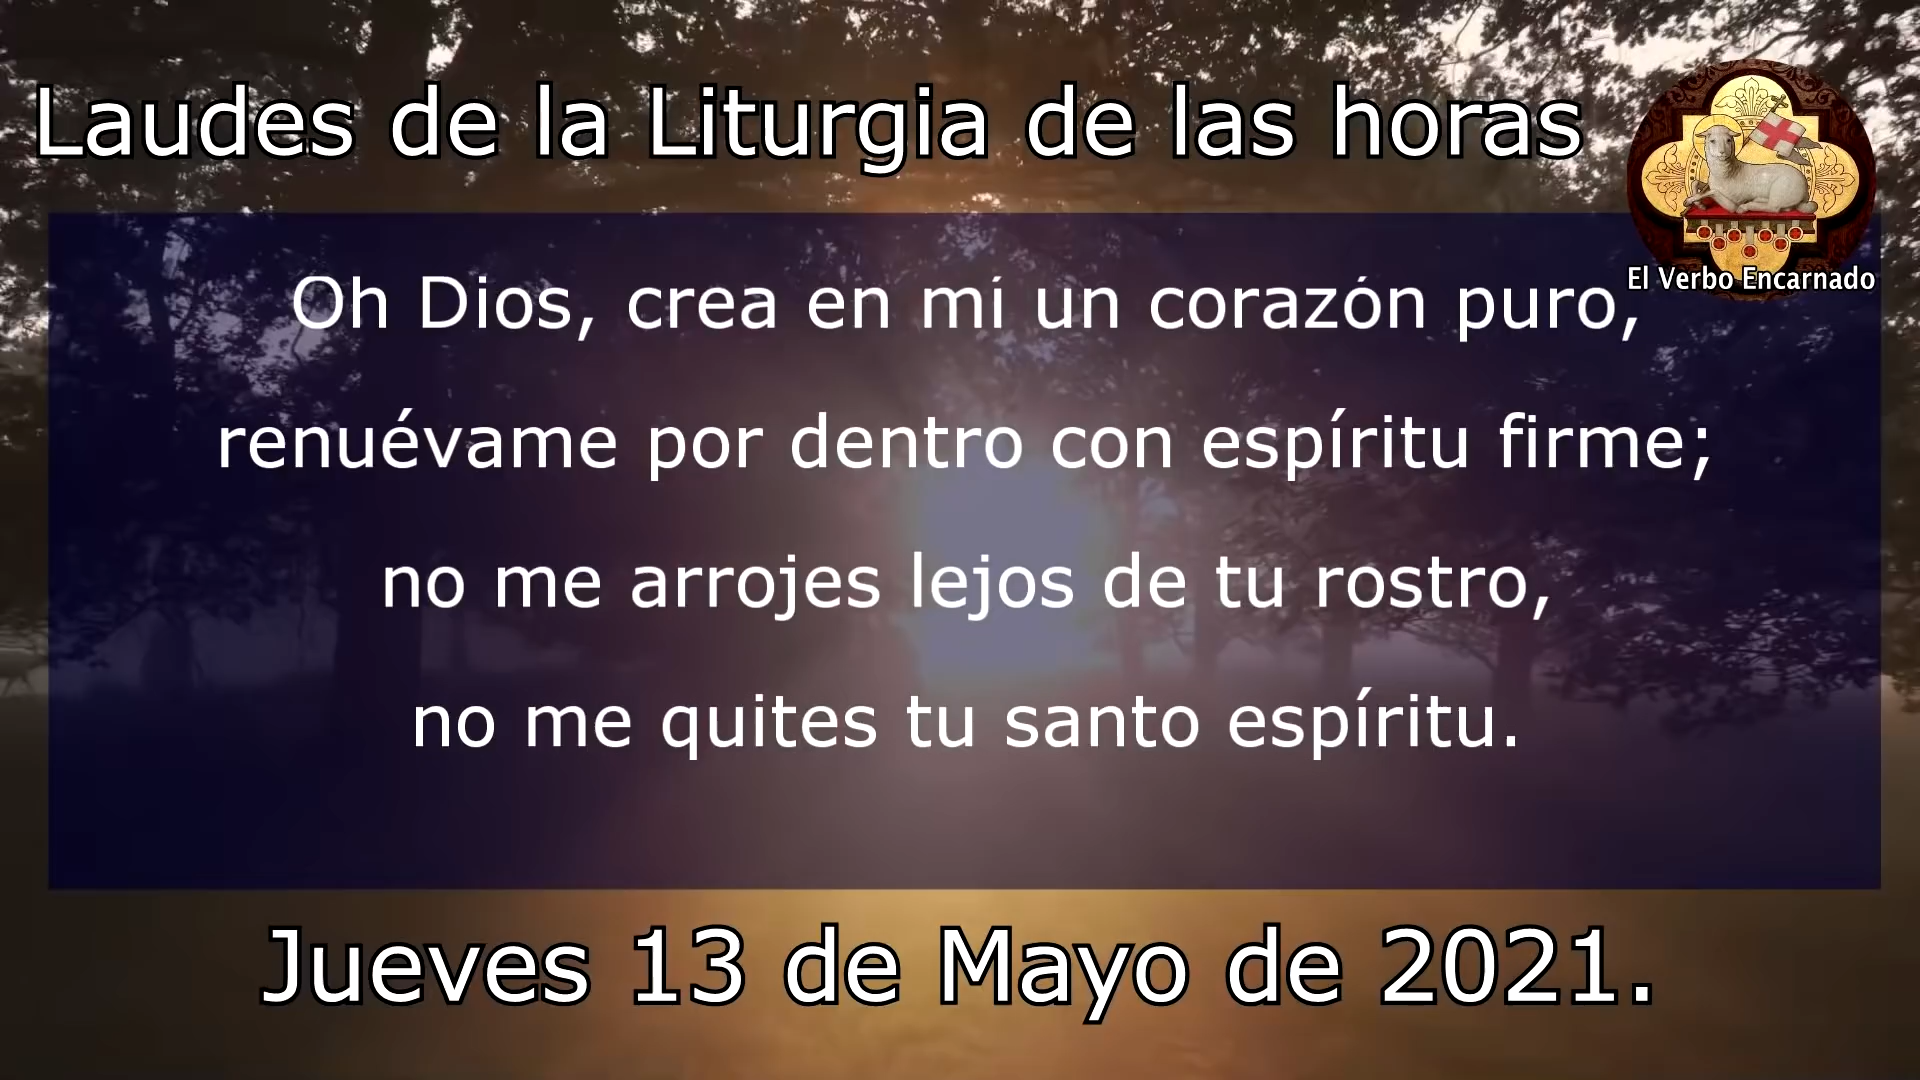 Laudes de la Liturgia de las horas
El Verbo Encarnado
Oh Dios, crea en mí un corazón puro,
renuévame por dentro con espíritu firme;
no me arrojes lejos de tu rostro,
no me quites tu santo espíritu.
Jueves 13 de Mayo de 2021.